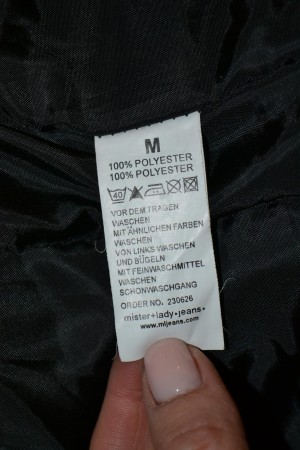 M
100% POLYESTER
100% POLYESTER
40
VOR DEM TRAGEN
WASCHEN
MIT ÄHNLICHEN FARBEN
WASCHEN
VON LINKS WASCHEN
UND BÜGELN
MIT FEINWASCHMITTEL
WASCHEN
SCHONWASCHGANG
ORDER NO. 230626
mister•lady•jeans•
www.mljeans.com